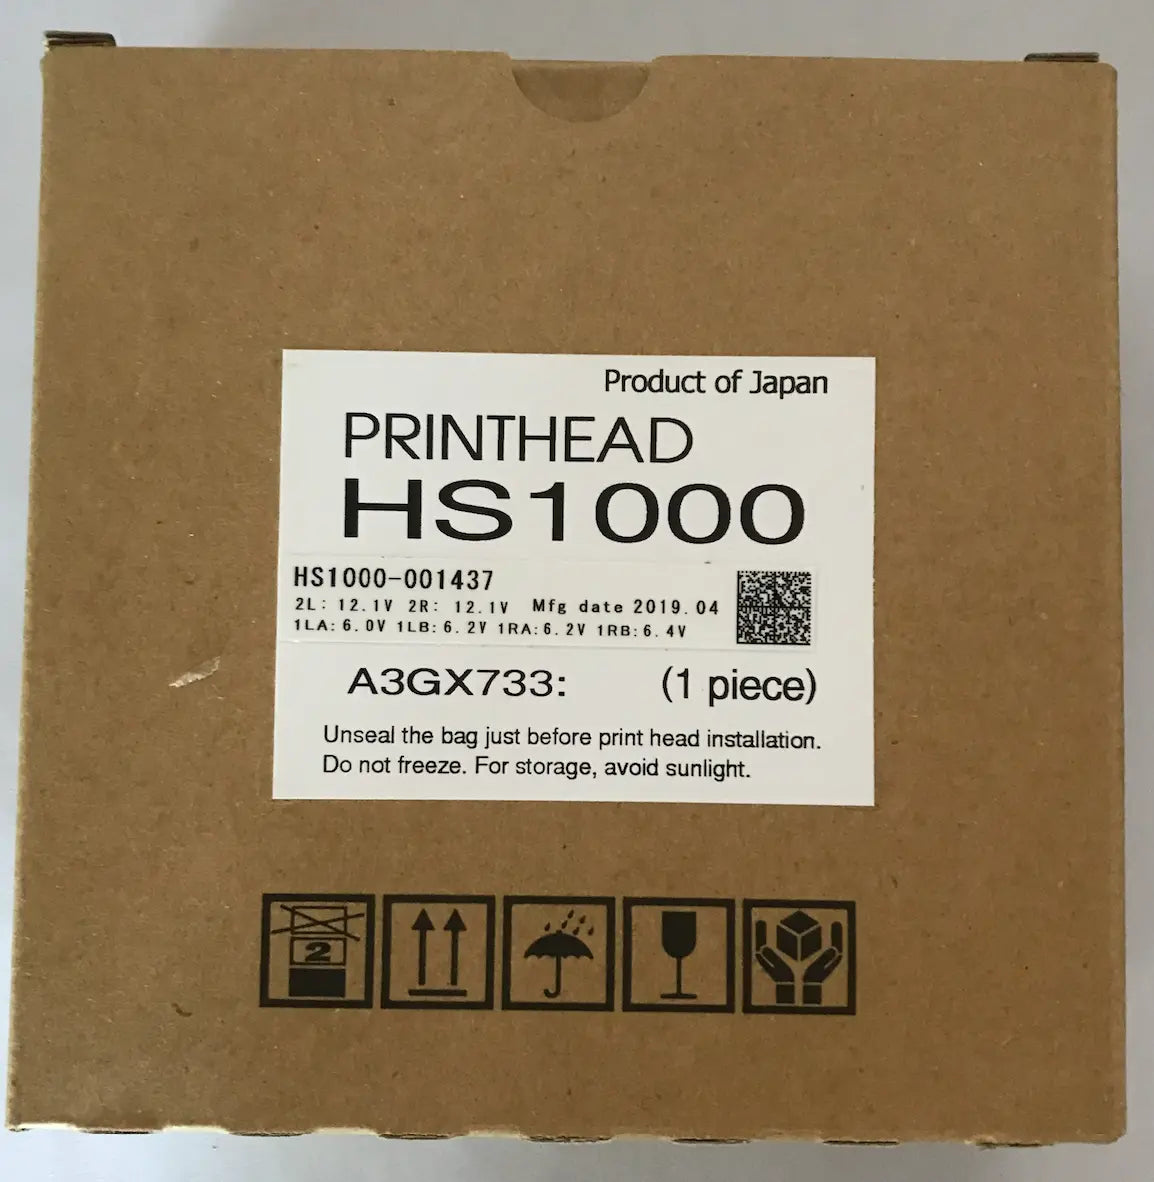 Product of Japan
PRINTHEAD
HS1000
HS1000-001437
2L: 12.1V 2R: 12.1V Mfg date 2019.04
1LA:6.0V 1LB:6.2V 1RA:6.2V 1RB:6.4V
A3GX733: (1 piece)
Unseal the bag just before print head installation.
Do not freeze. For storage, avoid sunlight.
2